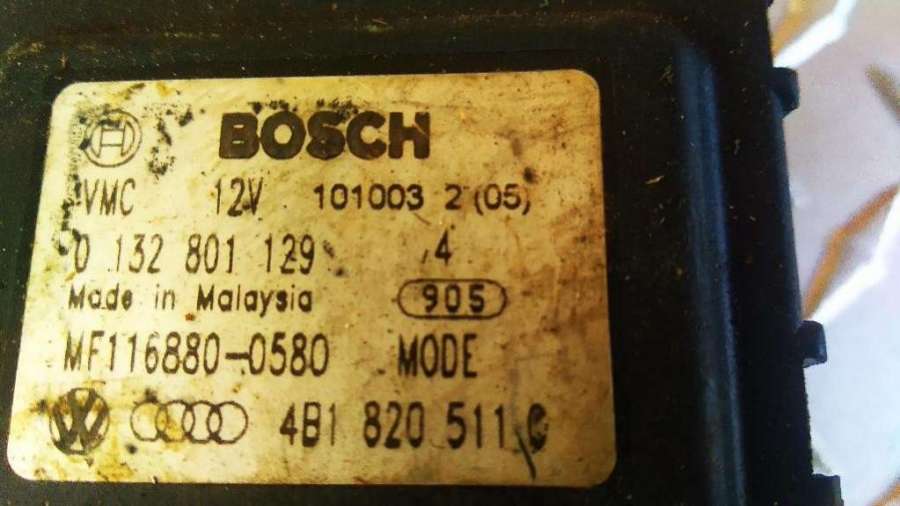 BOSCH
VMC 12V 101003 2 (05)
0 132 801 129 4
Made in Malaysia 905
MF116880-0580 MODE
4B1 820 511 C